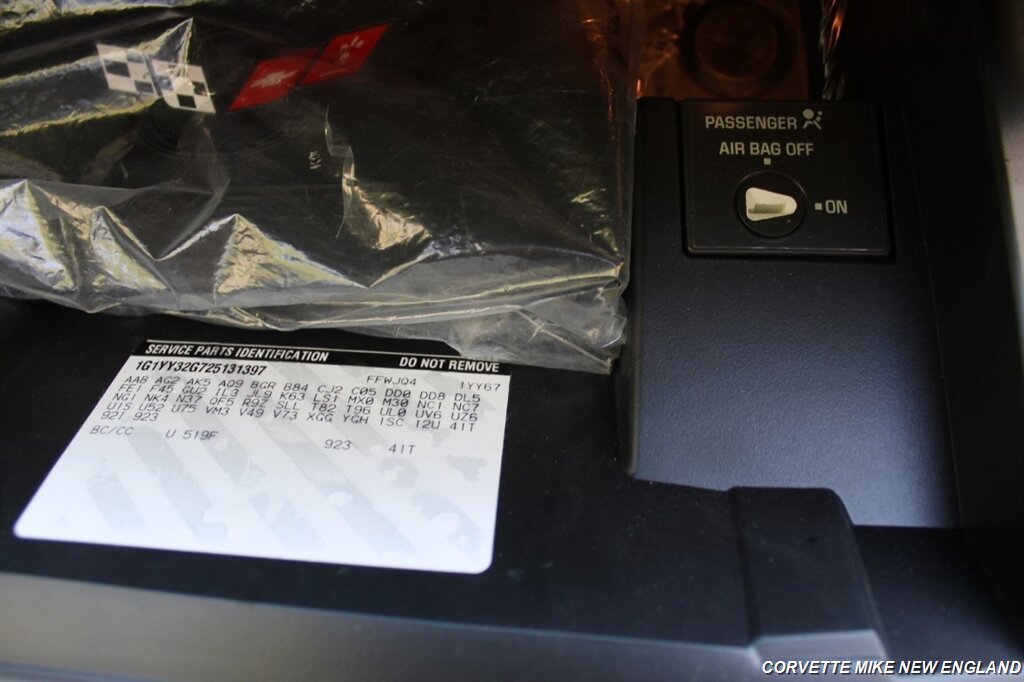 PASSENGER
AIR BAG OFF
ON
SERVICE PARTS IDENTIFICATION DO NOT REMOVE
1G1YY32G725131397 FFWJQ4 1YY67
AAB AG2 AK5 AQ9 BGR B84 CJ2 C05 DD0 DD8 DL5
FE1 F45 GU2 IL3 JL9 K63 LS1 MX0 M30 NC1 NC7
NG1 NK4 N37 QF5 R9Z SLL T82 T96 UL0 UV6 UZ6
U1S U52 U75 VM3 V49 V73 XGG YGH 1SC 12U 41T
921 923
BC/CC U 519F 923 41T
CORVETTE MIKE NEW ENGLAND